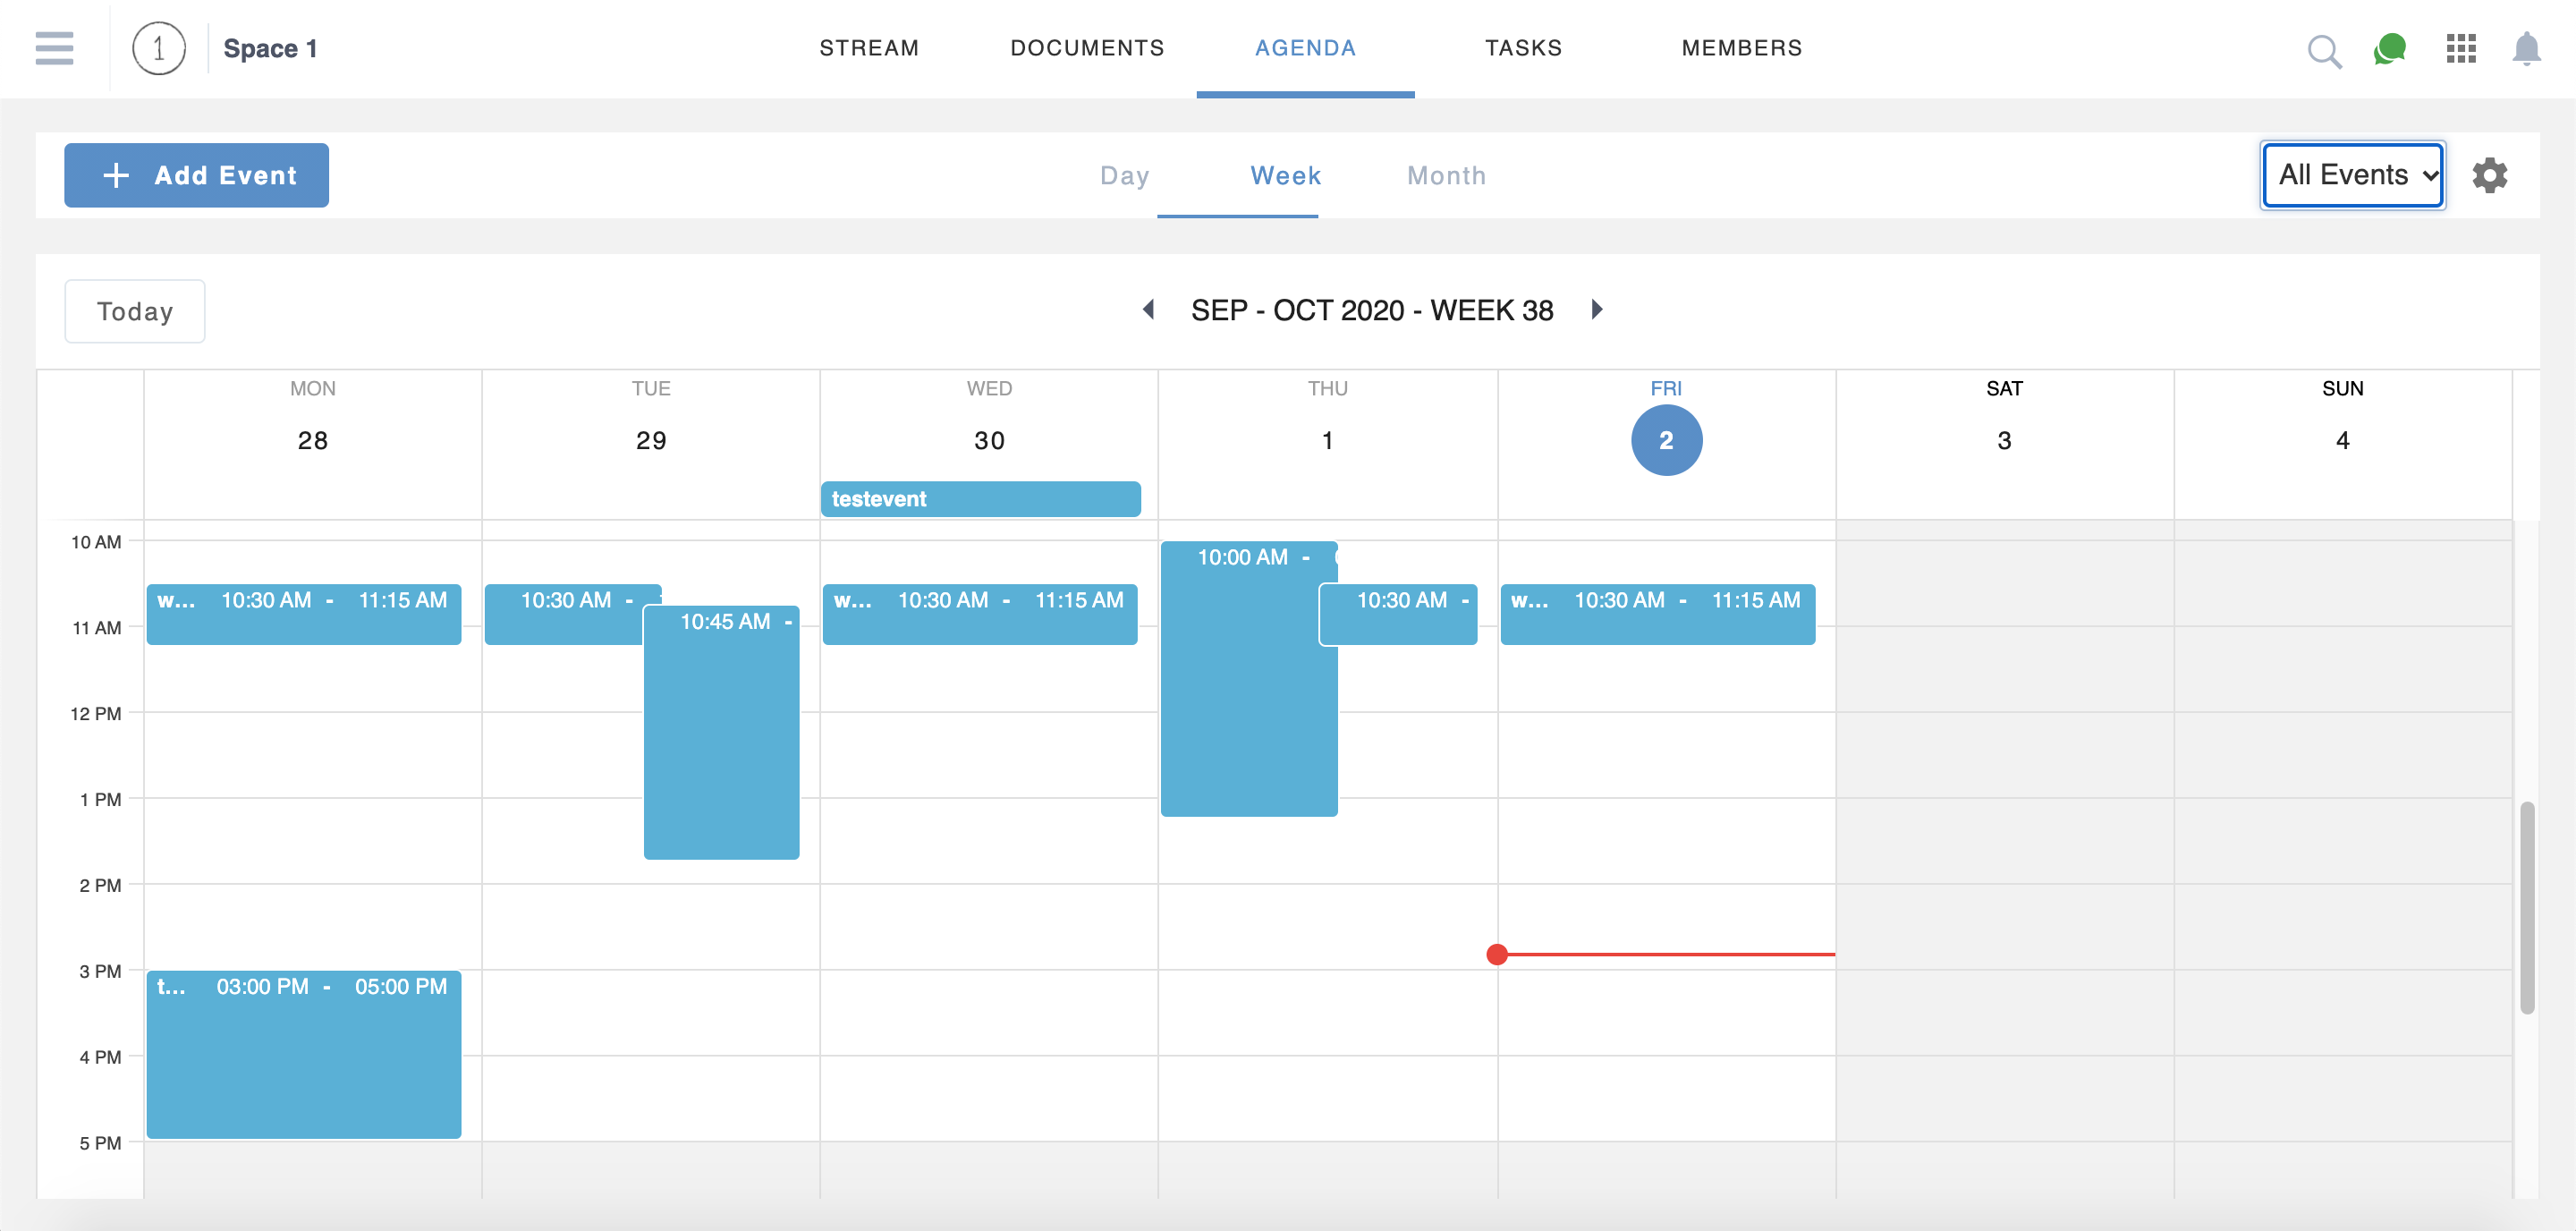 1 Space 1 STREAM DOCUMENTS AGENDA TASKS MEMBERS
+ Add Event Day Week Month All Events
Today SEP - OCT 2020 - WEEK 38
MON TUE WED THU FRI SAT SUN
28 29 30 1 2 3 4
testevent
10 AM
10:00 AM -
w... 10:30 AM - 11:15 AM
10:30 AM -
w... 10:30 AM - 11:15 AM
10:30 AM -
w... 10:30 AM - 11:15 AM
10:45 AM -
11 AM
12 PM
1 PM
2 PM
3 PM
t... 03:00 PM - 05:00 PM
4 PM
5 PM